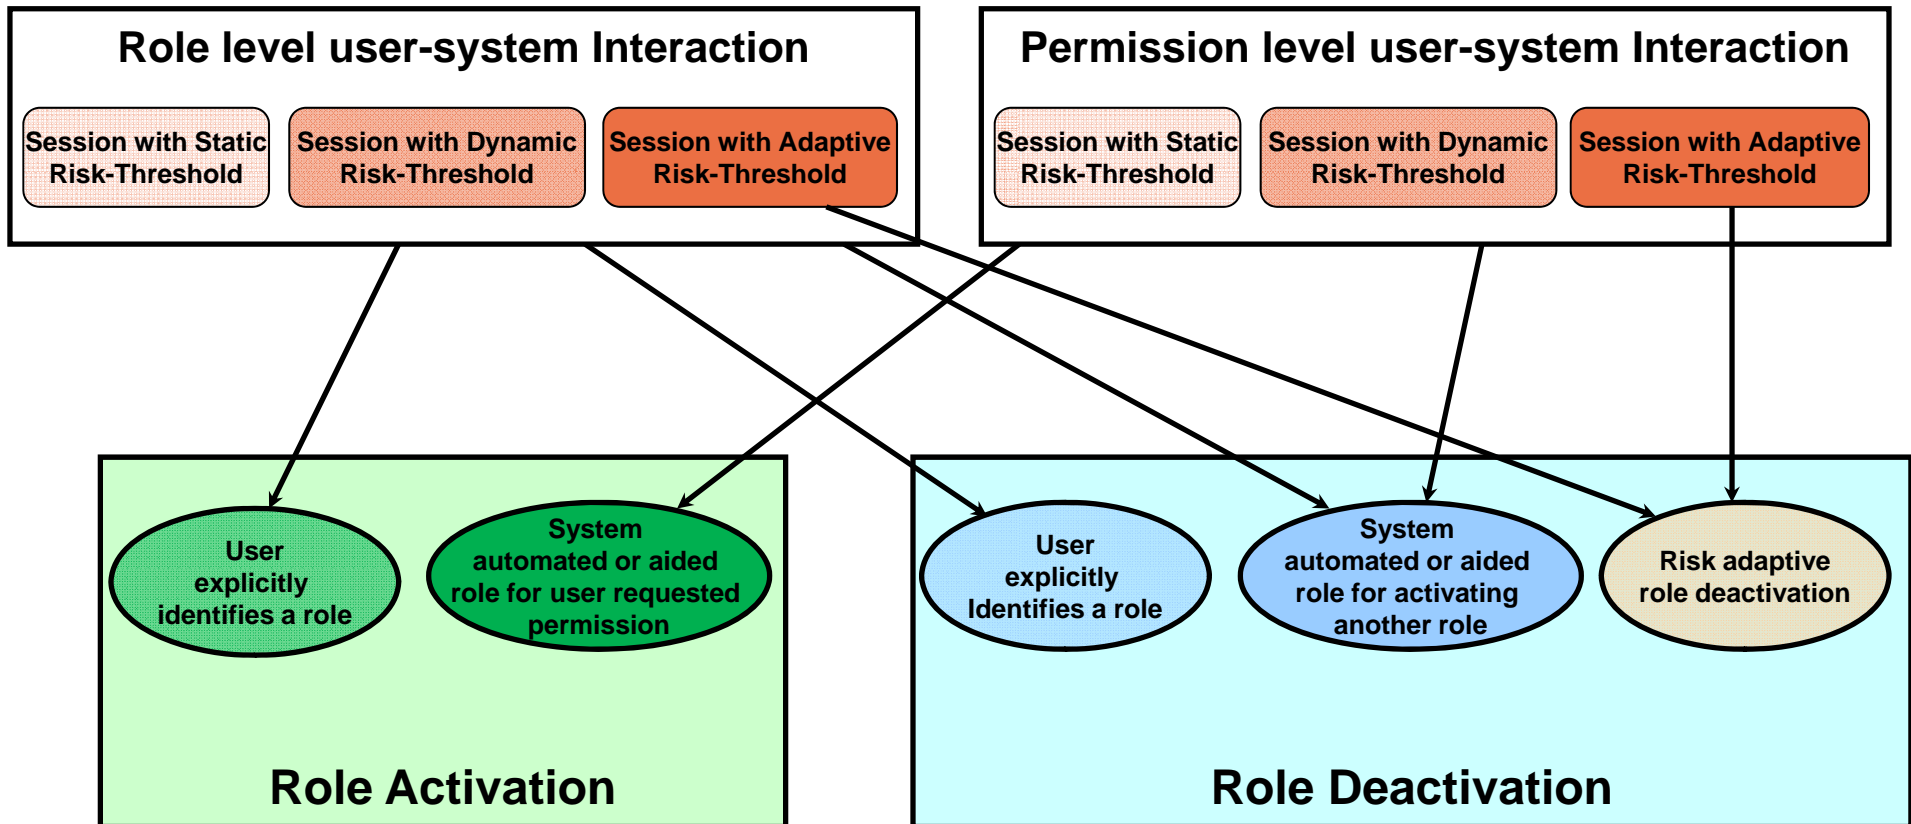 Role level user-system Interaction
Session with Static
Risk-Threshold
Session with Dynamic
Risk-Threshold
Session with Adaptive
Risk-Threshold
Permission level user-system Interaction
Session with Static
Risk-Threshold
Session with Dynamic
Risk-Threshold
Session with Adaptive
Risk-Threshold
User
explicitly
identifies a role
System
automated or aided
role for user requested
permission
Role Activation
User
explicitly
Identifies a role
System
automated or aided
role for activating
another role
Risk adaptive
role deactivation
Role Deactivation